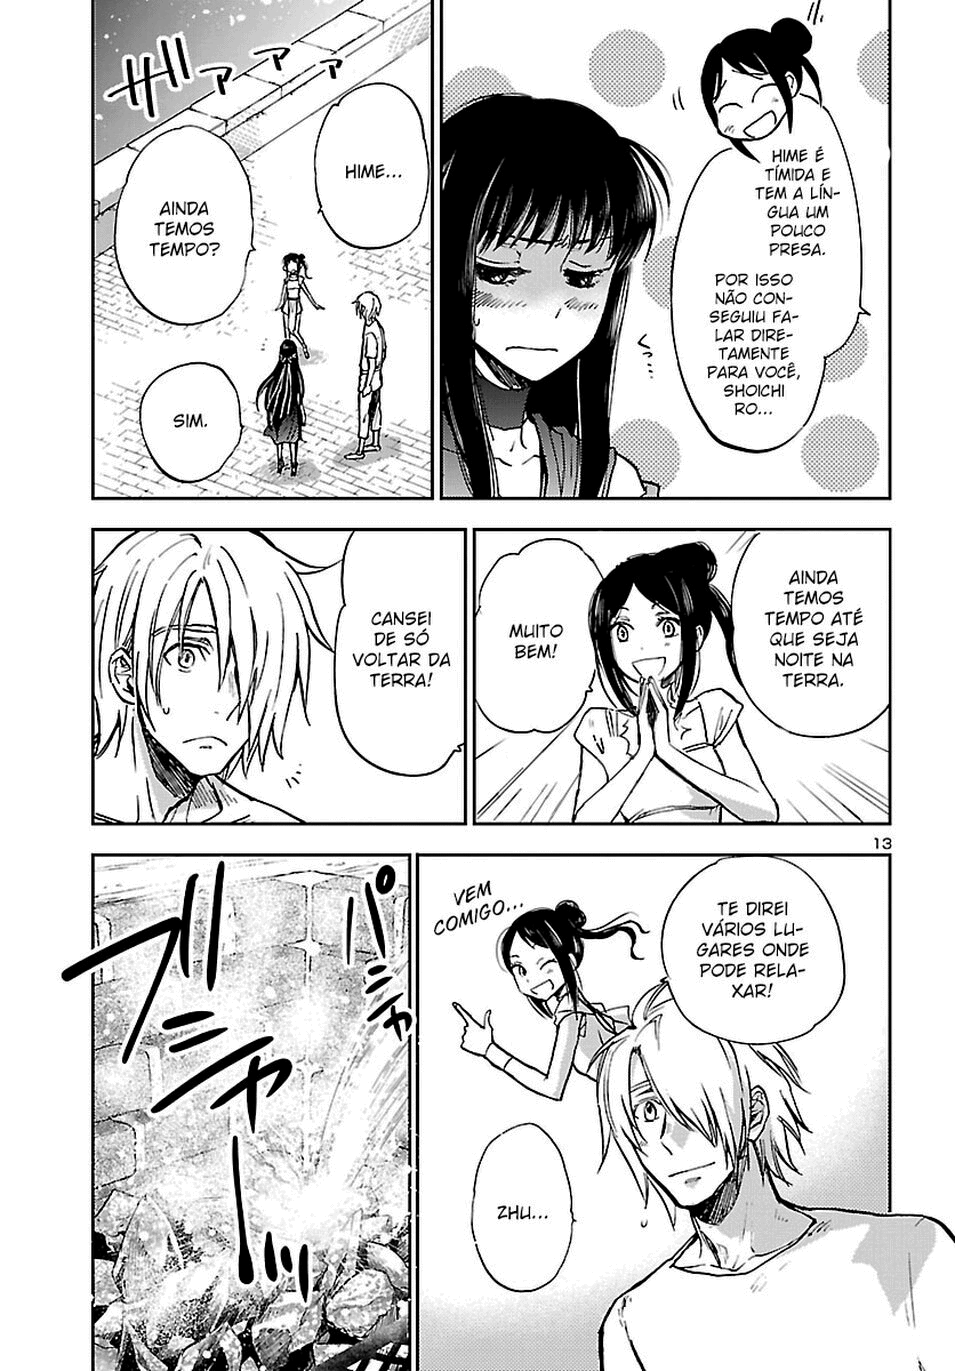 HIME É
TÍMIDA E
TEM A LÍN-
GUA UM
POUCO
PRESA.
POR ISSO
NÃO CON-
SEGUIU FA-
LAR DIRE-
TAMENTE
PARA VOCÊ,
SHOICHI
RO...
HIME...
AINDA
TEMOS
TEMPO?
SIM.
ザァァァ
AINDA
TEMOS
TEMPO ATÉ
QUE SEJA
NOITE NA
TERRA.
MUITO
BEM!
CANSEI
DE SÓ
VOLTAR DA
TERRA!
13
TE DIREI
VÁRIOS LU-
GARES ONDE
PODE RELA-
XAR!
VEM
COMIGO...
ZHU...
パシャッ
バシャーン